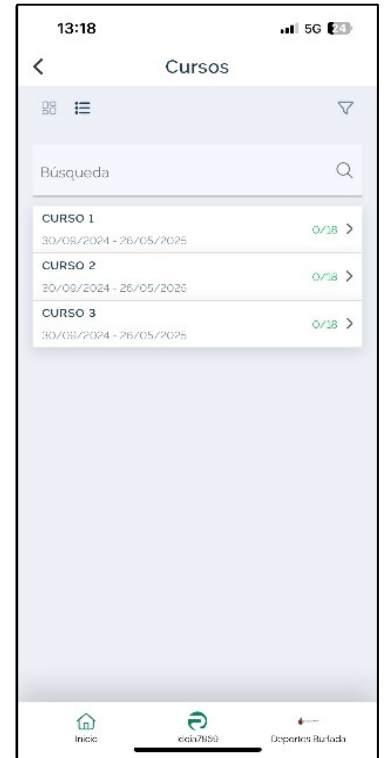 13:18 5G 24
Cursos
Búsqueda
CURSO 1
30/09/2024 - 26/05/2025
0/18
CURSO 2
30/09/2024 - 26/05/2025
0/18
CURSO 3
30/09/2024 - 26/05/2025
0/18
Inicio
Deportes Burlada